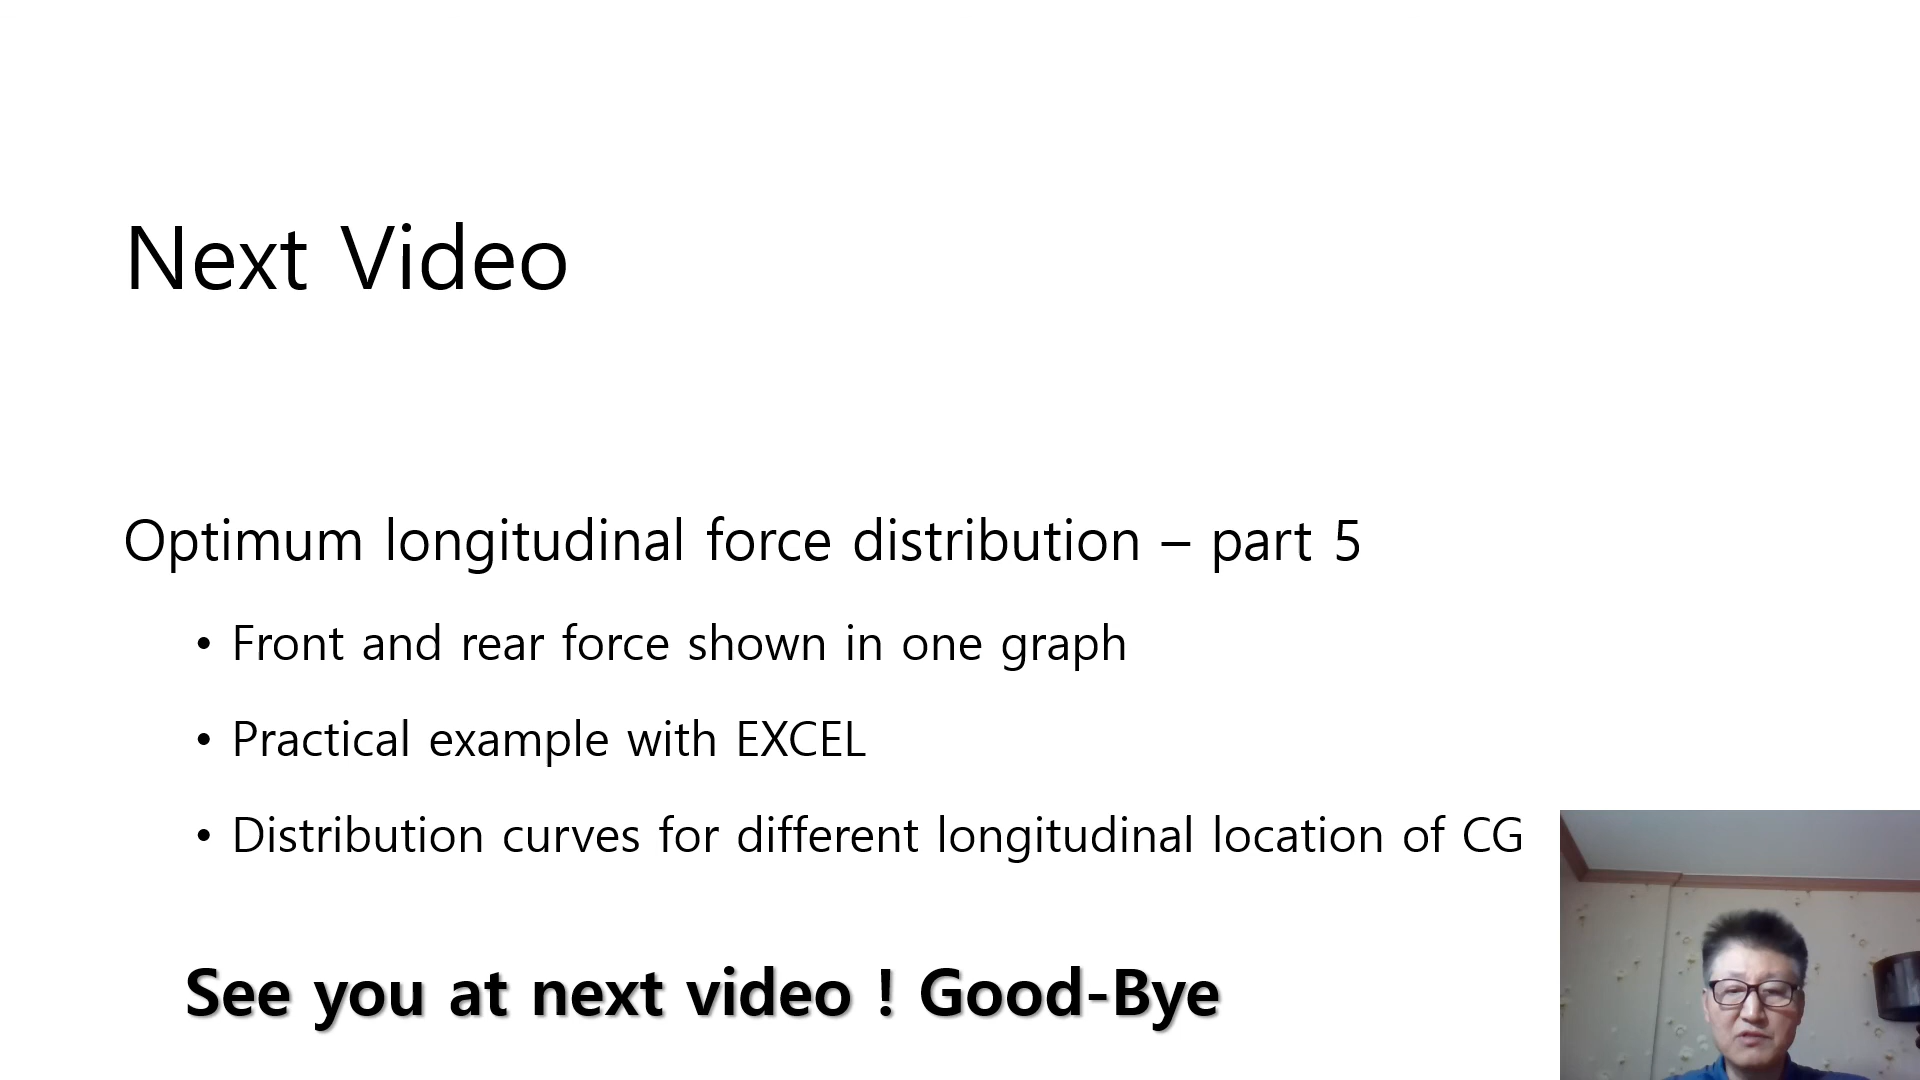 Next Video
Optimum longitudinal force distribution – part 5
• Front and rear force shown in one graph
• Practical example with EXCEL
• Distribution curves for different longitudinal location of CG
See you at next video ! Good-Bye